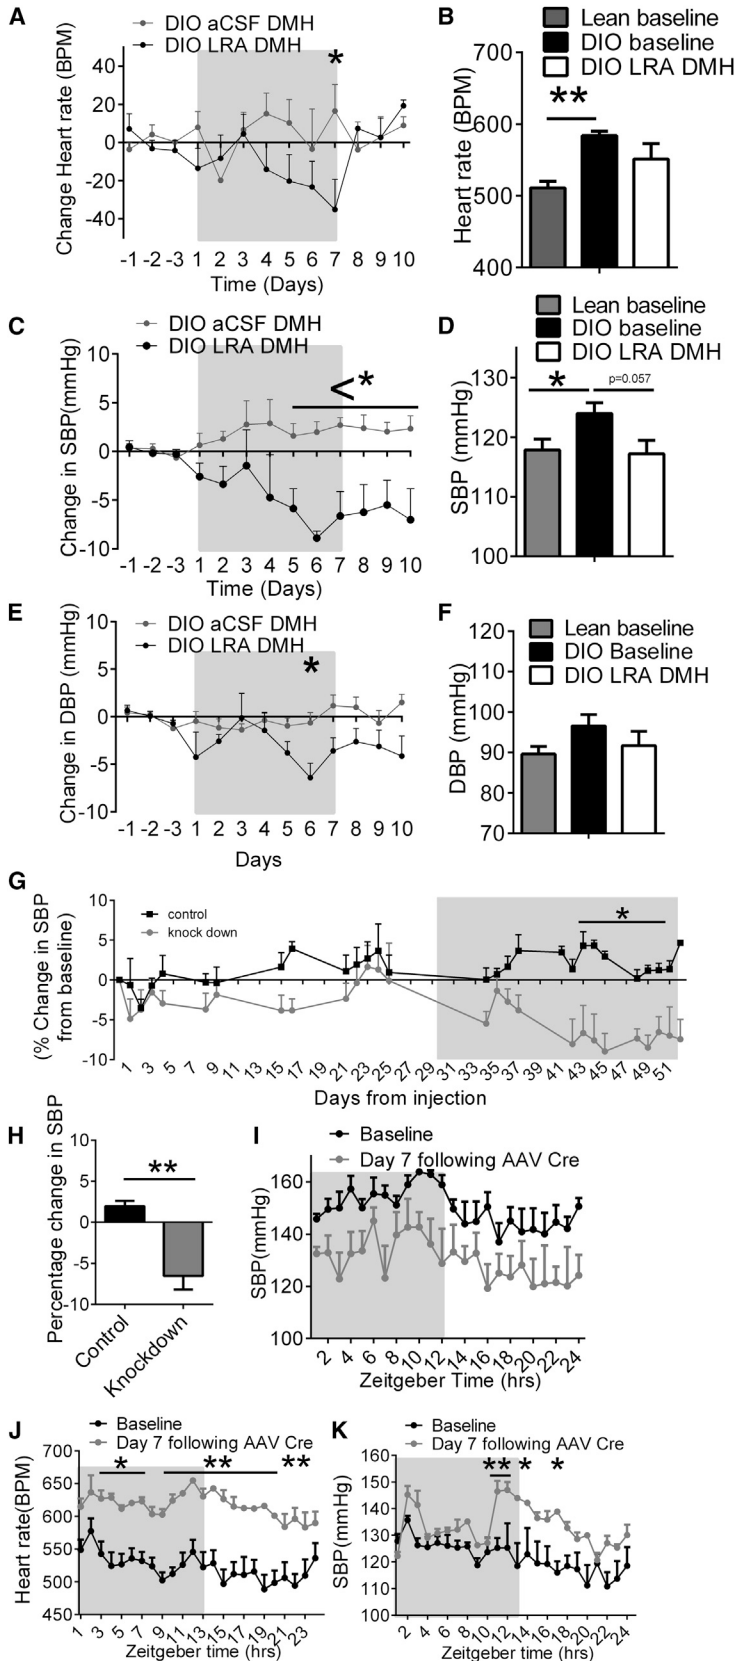 A
DIO aCSF DMH
DIO LRA DMH
*
Change Heart rate (BPM)
40
20
0
-20
-40
-1 -2 -3 1 2 3 4 5 6 7 8 9 10
Time (Days)
B
Lean baseline
DIO baseline
DIO LRA DMH
**
Heart rate (BPM)
700
600
500
400
C
DIO aCSF DMH
DIO LRA DMH
<*
Change in SBP(mmHg)
10
5
0
-5
-10
-1 -2 -3 1 2 3 4 5 6 7 8 9 10
Time (Days)
D
Lean baseline
DIO baseline
DIO LRA DMH
*
p=0.057
SBP (mmHg)
130
120
110
100
E
DIO aCSF DMH
DIO LRA DMH
*
Change in DBP (mmHg)
10
5
0
-5
-10
-1 -2 -3 1 2 3 4 5 6 7 8 9 10
Days
F
Lean baseline
DIO Baseline
DIO LRA DMH
DBP (mmHg)
120
110
100
90
80
70
G
control
knock down
*
(% Change in SBP
from baseline)
10
5
0
-5
-10
1 3 5 7 9 11 13 15 17 19 21 23 25 27 29 31 33 35 37 39 41 43 45 47 49 51
Days from injection
H
**
Percentage change in SBP
10
5
0
-5
-10
Control
Knockdown
I
Baseline
Day 7 following AAV Cre
SBP(mmHg)
160
140
120
100
2 4 6 8 10 12 14 16 18 20 22 24
Zeitgeber Time (hrs)
J
Baseline
Day 7 following AAV Cre
* ** **
Heart rate(BPM)
700
650
600
550
500
450
1 3 5 7 9 11 13 15 17 19 21 23
Zeitgeber time (hrs)
K
Baseline
Day 7 following AAV Cre
** * *
SBP(mmHg)
160
150
140
130
120
110
100
2 4 6 8 10 12 14 16 18 20 22 24
Zeitgeber time (hrs)